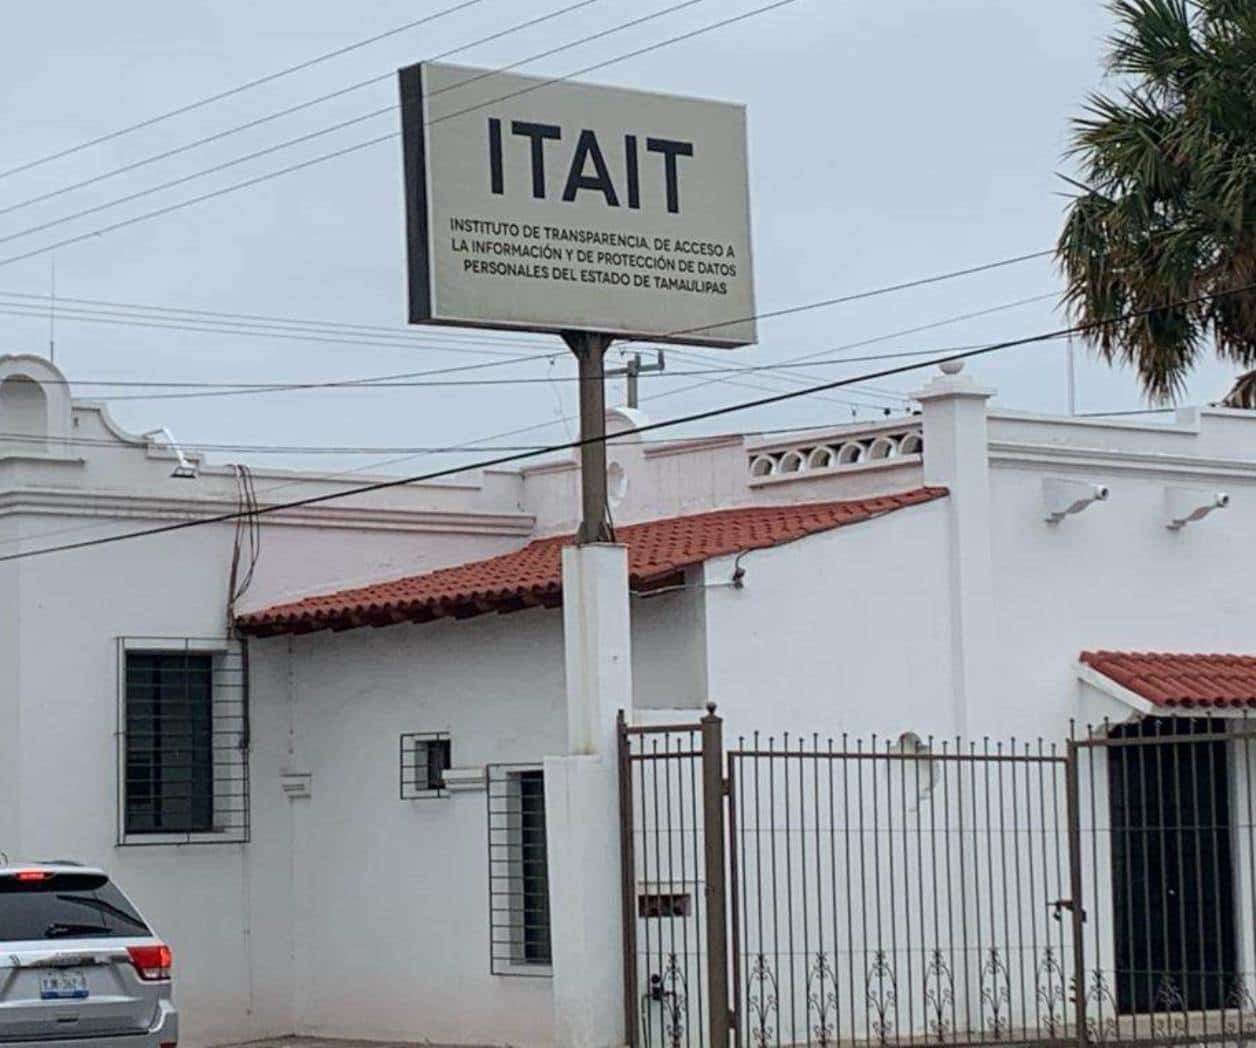 ITAIT
INSTITUTO DE TRANSPARENCIA, DE ACCESO A
LA INFORMACIÓN Y DE PROTECCIÓN DE DATOS
PERSONALES DEL ESTADO DE TAMAULIPAS